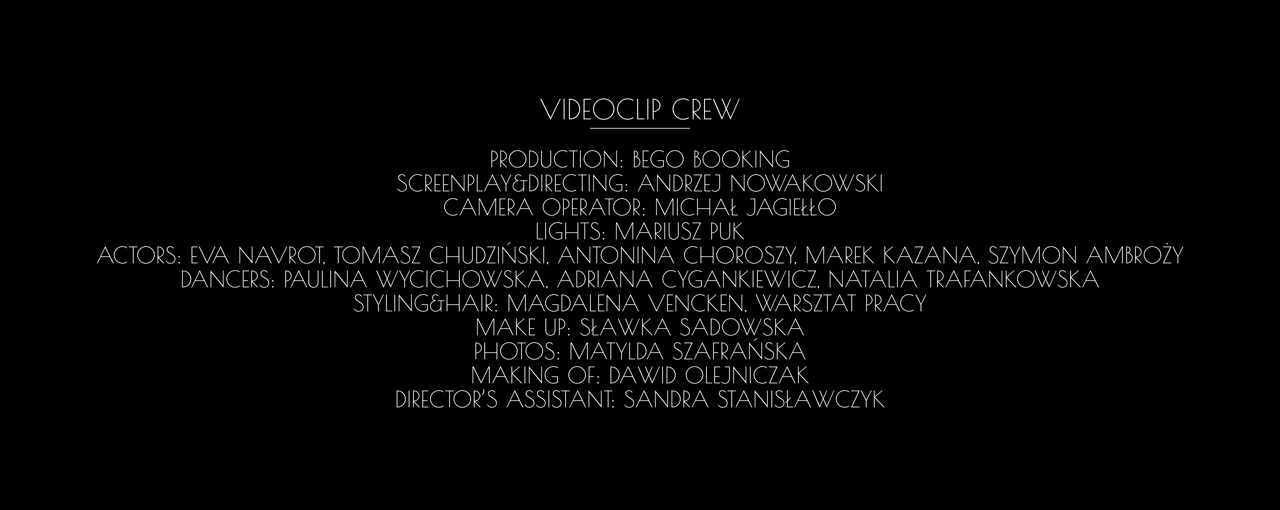 VIDEOCLIP CREW
PRODUCTION: BEGO BOOKING
SCREENPLAY&DIRECTING: ANDRZEJ NOWAKOWSKI
CAMERA OPERATOR: MICHAŁ JAGIEŁŁO
LIGHTS: MARIUSZ PUK
ACTORS: EVA NAVROT, TOMASZ CHUDZIŃSKI, ANTONINA CHOROSZY, MAREK KAZANA, SZYMON AMBROŻY
DANCERS: PAULINA WYCICHOWSKA, ADRIANA CYGANKIEWICZ, NATALIA TRAFANKOWSKA
STYLING&HAIR: MAGDALENA VENCKEN, WARSZTAT PRACY
MAKE UP: SŁAWKA SADOWSKA
PHOTOS: MATYLDA SZAFRAŃSKA
MAKING OF: DAWID OLEJNICZAK
DIRECTOR'S ASSISTANT: SANDRA STANISŁAWCZYK